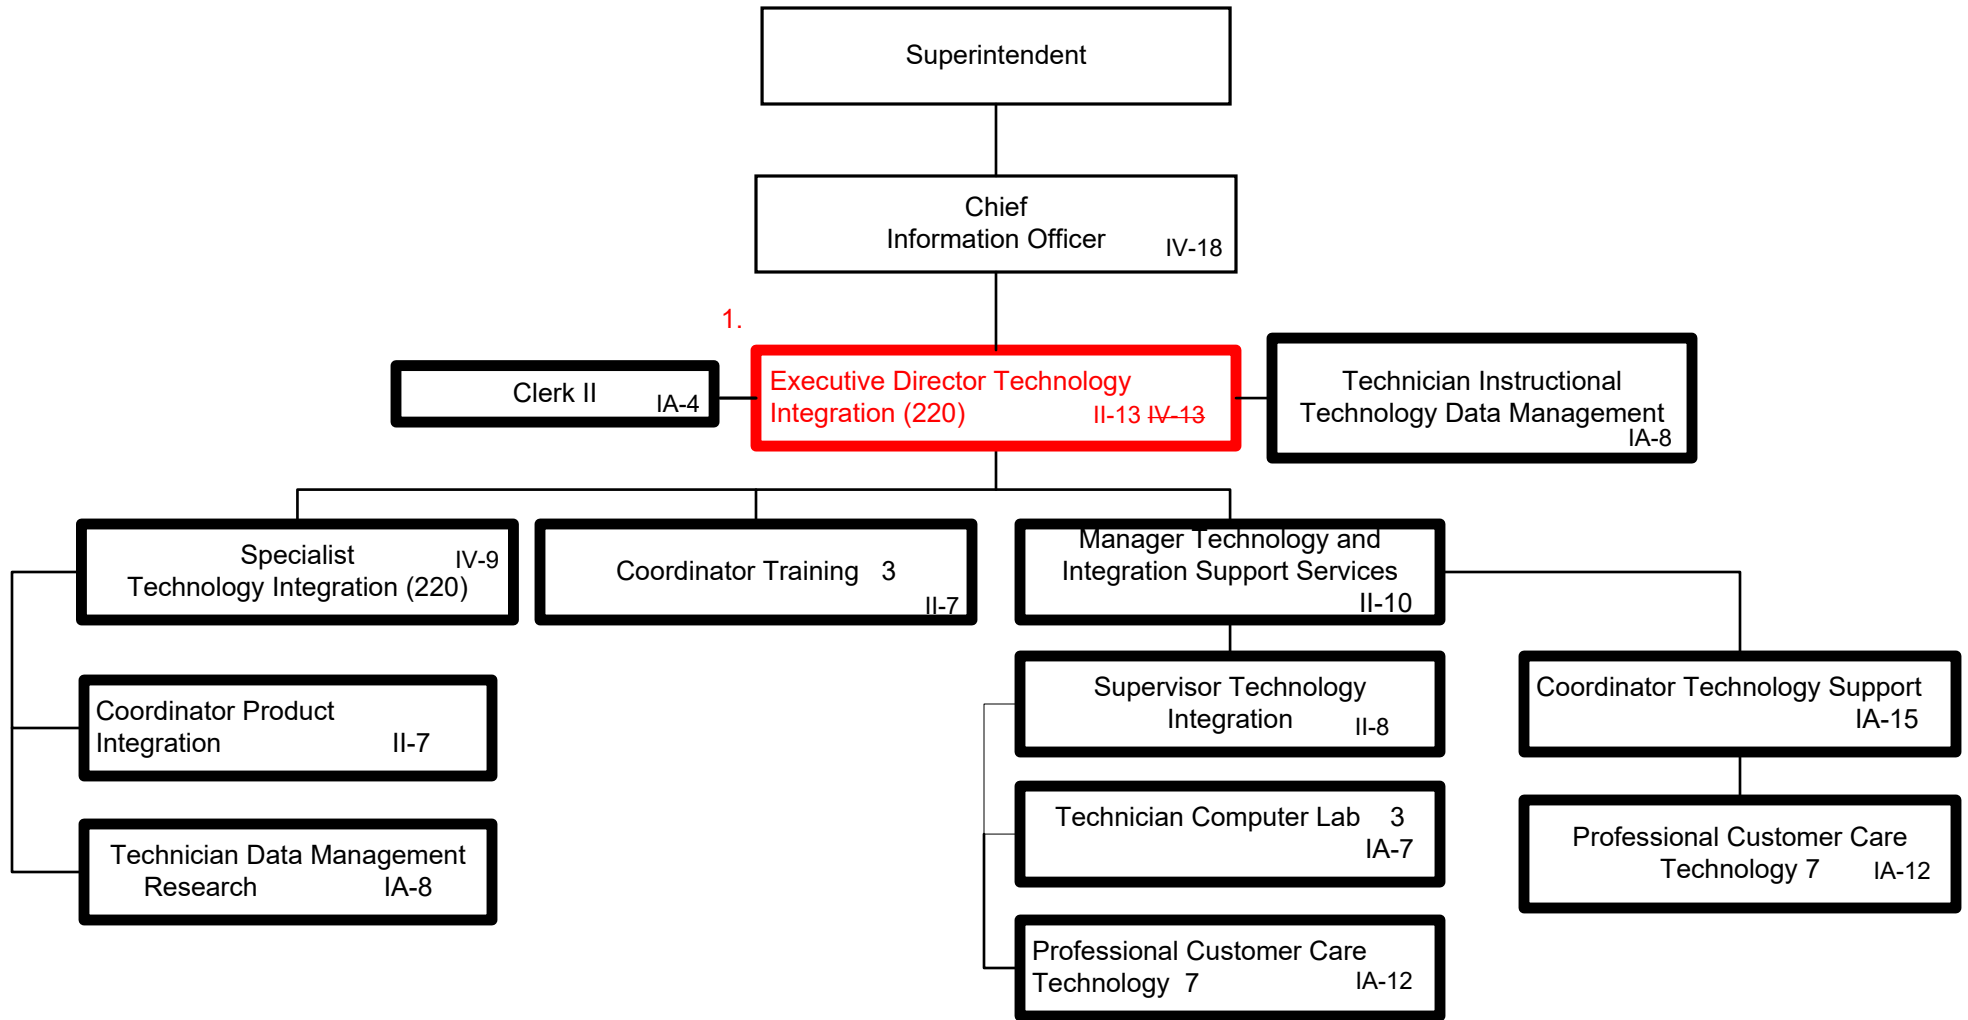 Superintendent
Chief
Information Officer
IV-18
1.
Clerk II
IA-4
Executive Director Technology
Integration (220) II-13 IV-13
Technician Instructional
Technology Data Management
IA-8
Specialist IV-9
Technology Integration (220)
Coordinator Training 3
II-7
Manager Technology and
Integration Support Services
II-10
Coordinator Product
Integration II-7
Supervisor Technology
Integration II-8
Coordinator Technology Support
IA-15
Technician Data Management
Research IA-8
Technician Computer Lab 3
IA-7
Professional Customer Care
Technology 7 IA-12
Professional Customer Care
Technology 7 IA-12